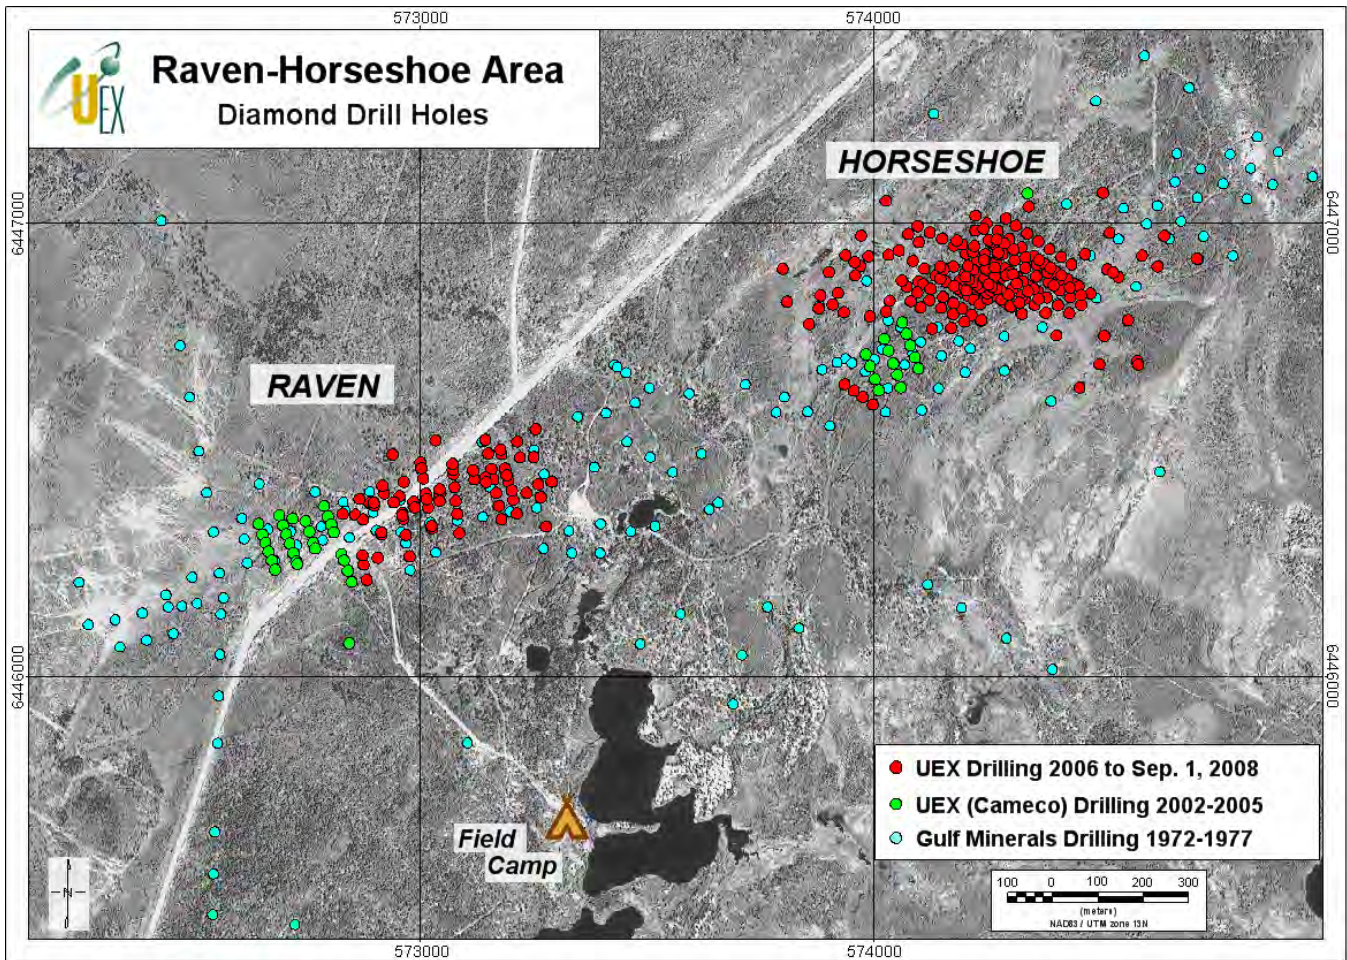 573000
574000
UEX
Raven-Horseshoe Area
Diamond Drill Holes
HORSESHOE
6447000
6447000
RAVEN
6446000
6446000
UEX Drilling 2006 to Sep. 1, 2008
UEX (Cameco) Drilling 2002-2005
Gulf Minerals Drilling 1972-1977
Field
Camp
N
100 0 100 200 300
(meters)
NAD83 / UTM zone 13N
573000
574000